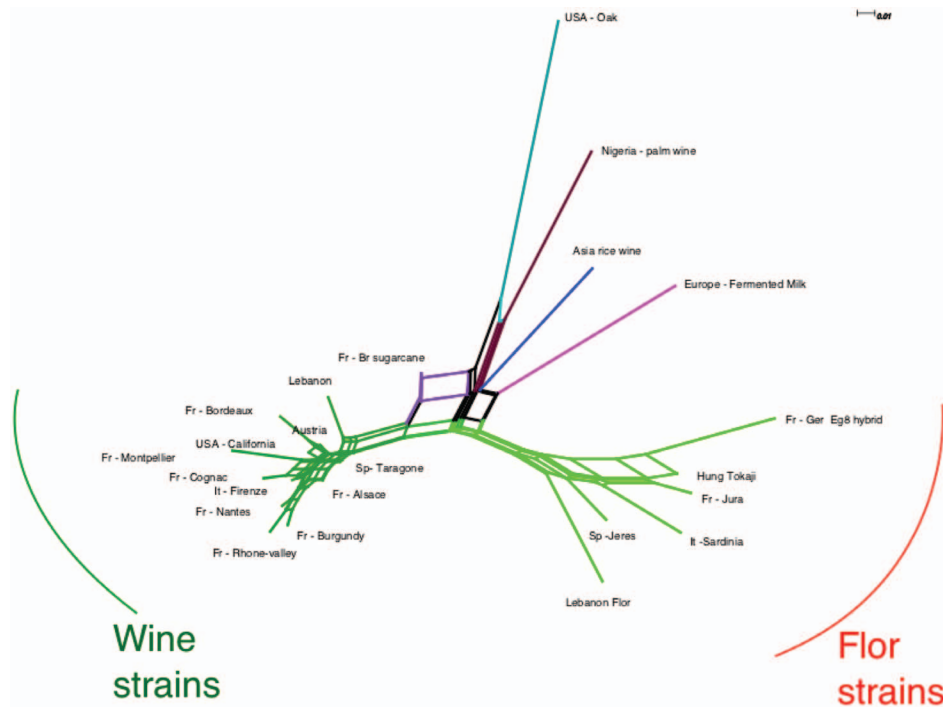 USA - Oak
0.01
Nigeria - palm wine
Asia rice wine
Europe - Fermented Milk
Fr - Br sugarcane
Lebanon
Fr - Bordeaux
Austria
Fr - Ger Eg8 hybrid
USA - California
Fr - Montpellier
Sp- Taragone
Fr - Cognac
Hung Tokaji
It - Firenze
Fr - Alsace
Fr - Jura
Fr - Nantes
Fr - Burgundy
Sp -Jeres
It -Sardinia
Fr - Rhone-valley
Lebanon Flor
Wine
strains
Flor
strains